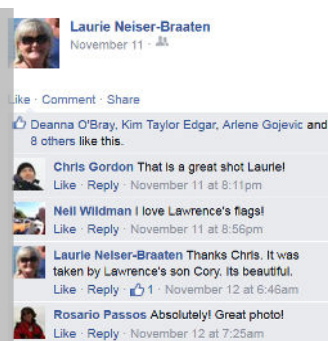 Laurie Neiser-Braaten
November 11 ·
Like · Comment · Share
Deanna O'Bray, Kim Taylor Edgar, Arlene Gojevic and
8 others like this.
Chris Gordon That is a great shot Laurie!
Like · Reply · November 11 at 8:11pm
Neil Wildman I love Lawrence's flags!
Like · Reply · November 11 at 8:56pm
Laurie Neiser-Braaten Thanks Chris. It was
taken by Lawrence's son Cory. Its beautiful.
Like · Reply · 1 · November 12 at 6:46am
Rosario Passos Absolutely! Great photo!
Like · Reply · November 12 at 7:25am